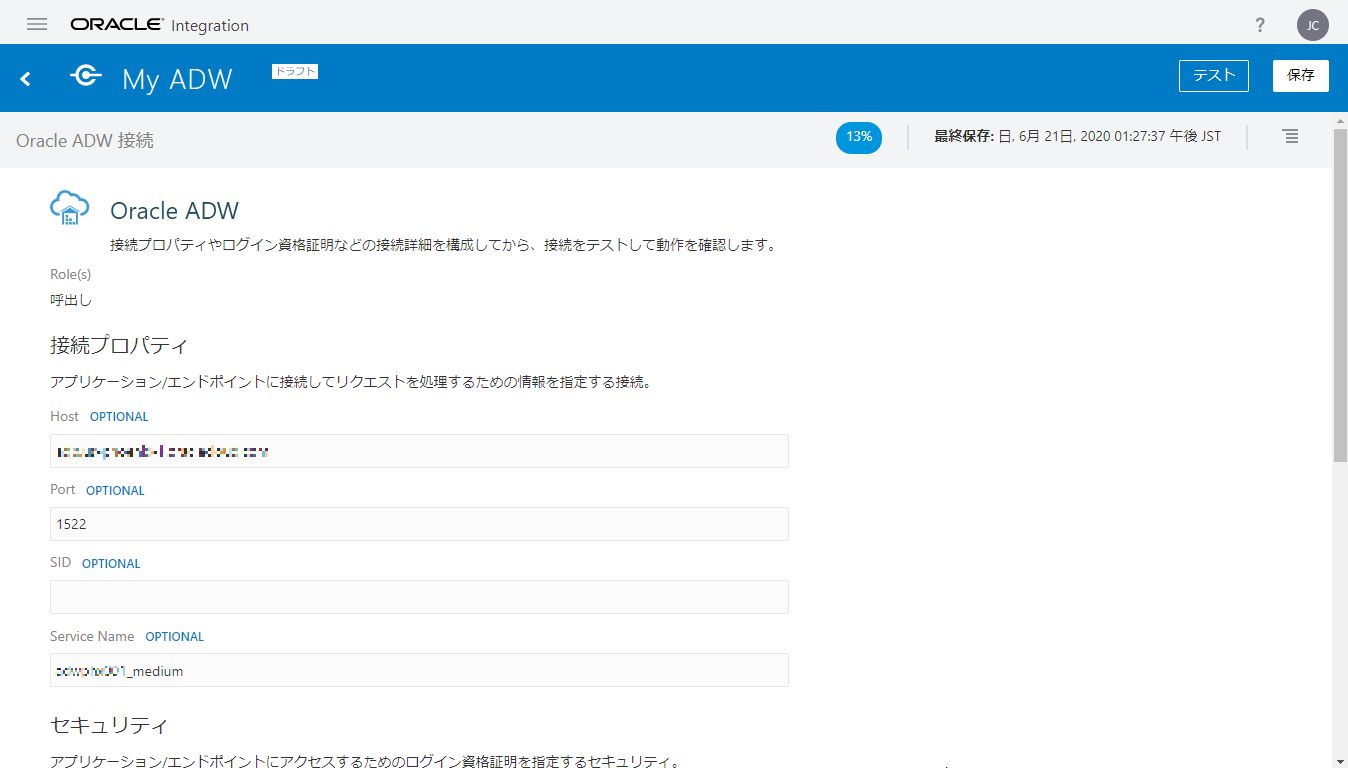 ORACLE Integration
?
JC
My ADW
ドラフト
テスト
保存
Oracle ADW 接続
13%
最終保存: 日, 6月 21日, 2020 01:27:37 午後 JST
Oracle ADW
接続プロパティやログイン資格証明などの接続詳細を構成してから、接続をテストして動作を確認します。
Role(s)
呼出し
接続プロパティ
アプリケーション/エンドポイントに接続してリクエストを処理するための情報を指定する接続。
Host OPTIONAL
Port OPTIONAL
1522
SID OPTIONAL
Service Name OPTIONAL
_medium
セキュリティ
アプリケーション/エンドポイントにアクセスするためのログイン資格証明を指定するセキュリティ。